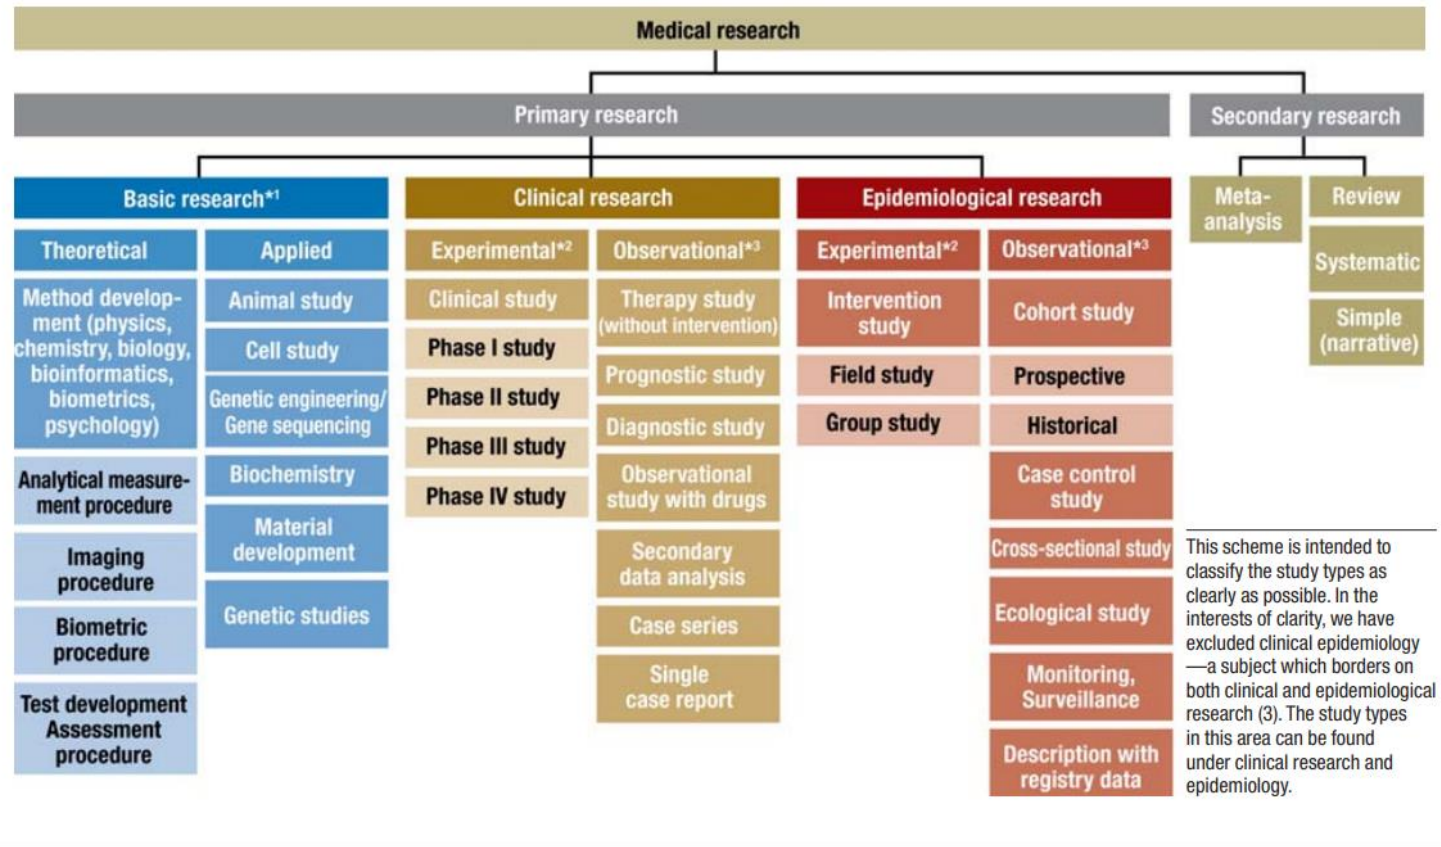 Medical research
Primary research
Secondary research
Basic research*1
Clinical research
Epidemiological research
Meta-
analysis
Review
Systematic
Simple
(narrative)
Theoretical
Method develop-
ment (physics,
chemistry, biology,
bioinformatics,
biometrics,
psychology)
Analytical measure-
ment procedure
Imaging
procedure
Biometric
procedure
Test development
Assessment
procedure
Applied
Animal study
Cell study
Genetic engineering/
Gene sequencing
Biochemistry
Material
development
Genetic studies
Experimental*2
Clinical study
Phase I study
Phase II study
Phase III study
Phase IV study
Observational*3
Therapy study
(without intervention)
Prognostic study
Diagnostic study
Observational
study with drugs
Secondary
data analysis
Case series
Single
case report
Experimental*2
Intervention
study
Field study
Group study
Observational*3
Cohort study
Prospective
Historical
Case control
study
Cross-sectional study
Ecological study
Monitoring,
Surveillance
Description with
registry data
This scheme is intended to
classify the study types as
clearly as possible. In the
interests of clarity, we have
excluded clinical epidemiology
—a subject which borders on
both clinical and epidemiological
research (3). The study types
in this area can be found
under clinical research and
epidemiology.